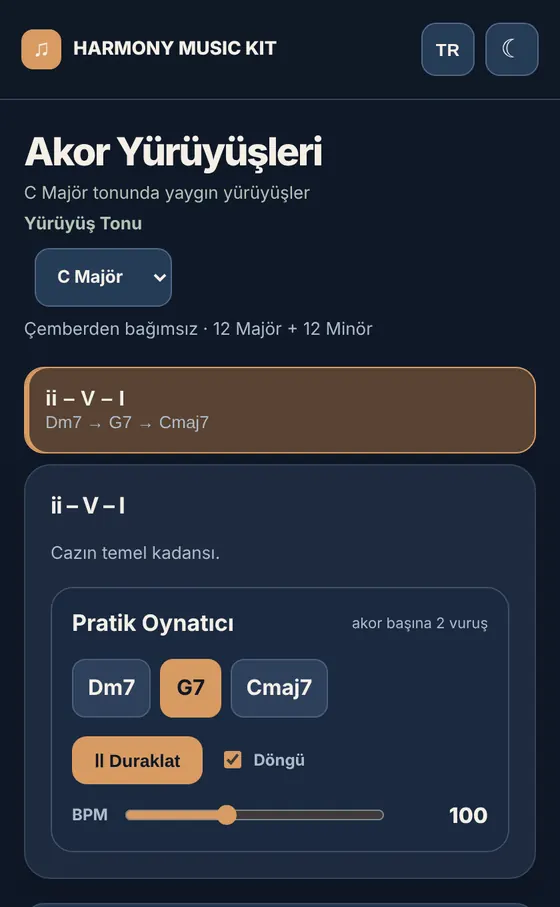 ♫ HARMONY MUSIC KIT TR ☾
Akor Yürüyüşleri
C Majör tonunda yaygın yürüyüşler
Yürüyüş Tonu
C Majör
Çemberden bağımsız · 12 Majör + 12 Minör
ii – V – I
Dm7 → G7 → Cmaj7
ii – V – I
Cazın temel kadansı.
Pratik Oynatıcı akor başına 2 vuruş
Dm7 G7 Cmaj7
II Duraklat Döngü
BPM 100